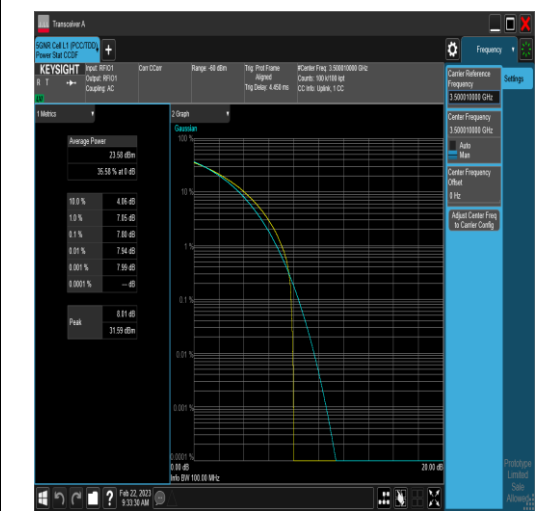 Transceiver A
5GNR Cell L1 (PCC/TDD)
Power Stat CCDF
Frequency
KEYSIGHT
R T
Input: RFIO1
Output: RFIO1
Coupling: AC
Corr CCorr
Range: -60 dBm
Trig: Prot Frame
Aligned
Trig Delay: 4.450 ms
#Center Freq: 3.500010000 GHz
Counts: 100 k/100 kpt
CC Info: Uplink, 1 CC
1 Metrics
Average Power
23.58 dBm
35.58 % at 0 dB
10.0 % 4.06 dB
1.0 % 7.05 dB
0.1 % 7.80 dB
0.01 % 7.94 dB
0.001 % 7.99 dB
0.0001 % --- dB
Peak
8.01 dB
31.59 dBm
2 Graph
Gaussian
100 %
10 %
1 %
0.1 %
0.01 %
0.001 %
0.0001 %
0.00 dB
20.00 dB
Info BW 100.00 MHz
Carrier Reference
Frequency
3.500010000 GHz
Settings
Center Frequency
3.500010000 GHz
Auto
Man
Center Frequency
Offset
0 Hz
Adjust Center Freq
to Carrier Config
Prototype
Limited
Sale
Allowed
Feb 22, 2023
9:33:30 AM